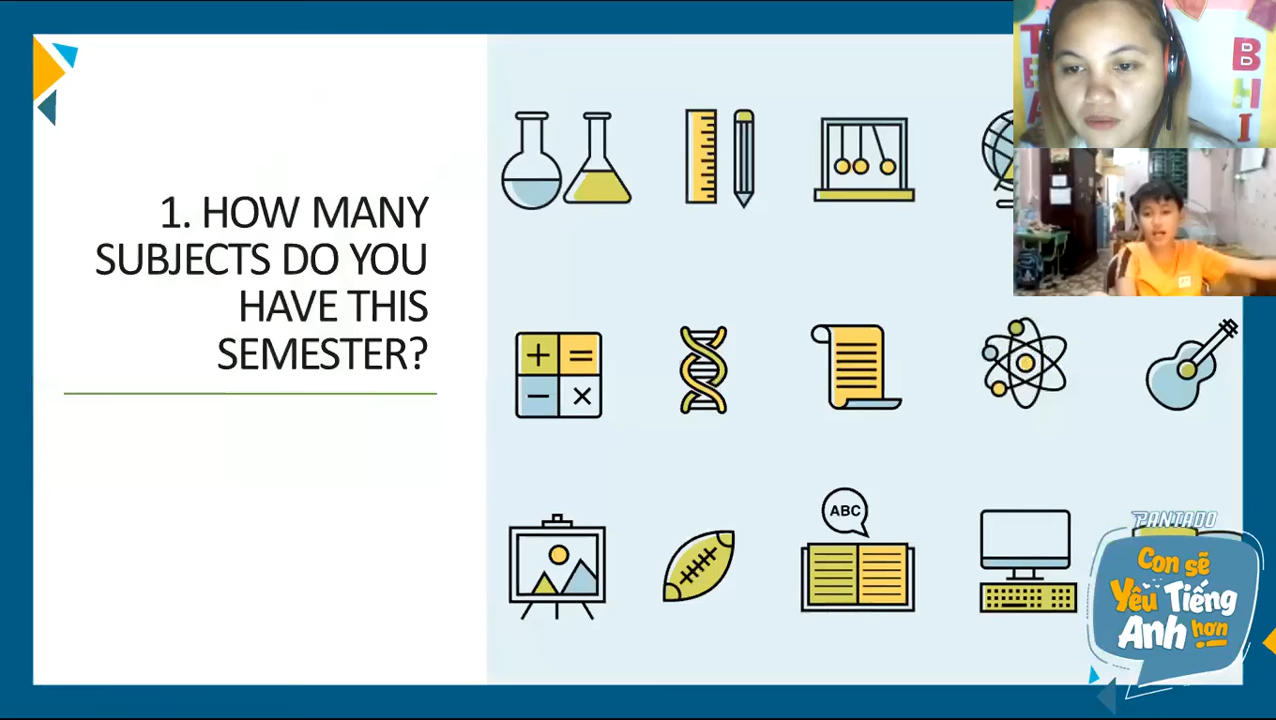 1. HOW MANY
SUBJECTS DO YOU
HAVE THIS
SEMESTER?
ABC
PANTADO
Con sẽ
Yêu Tiếng
Anh hơn
B
H
I